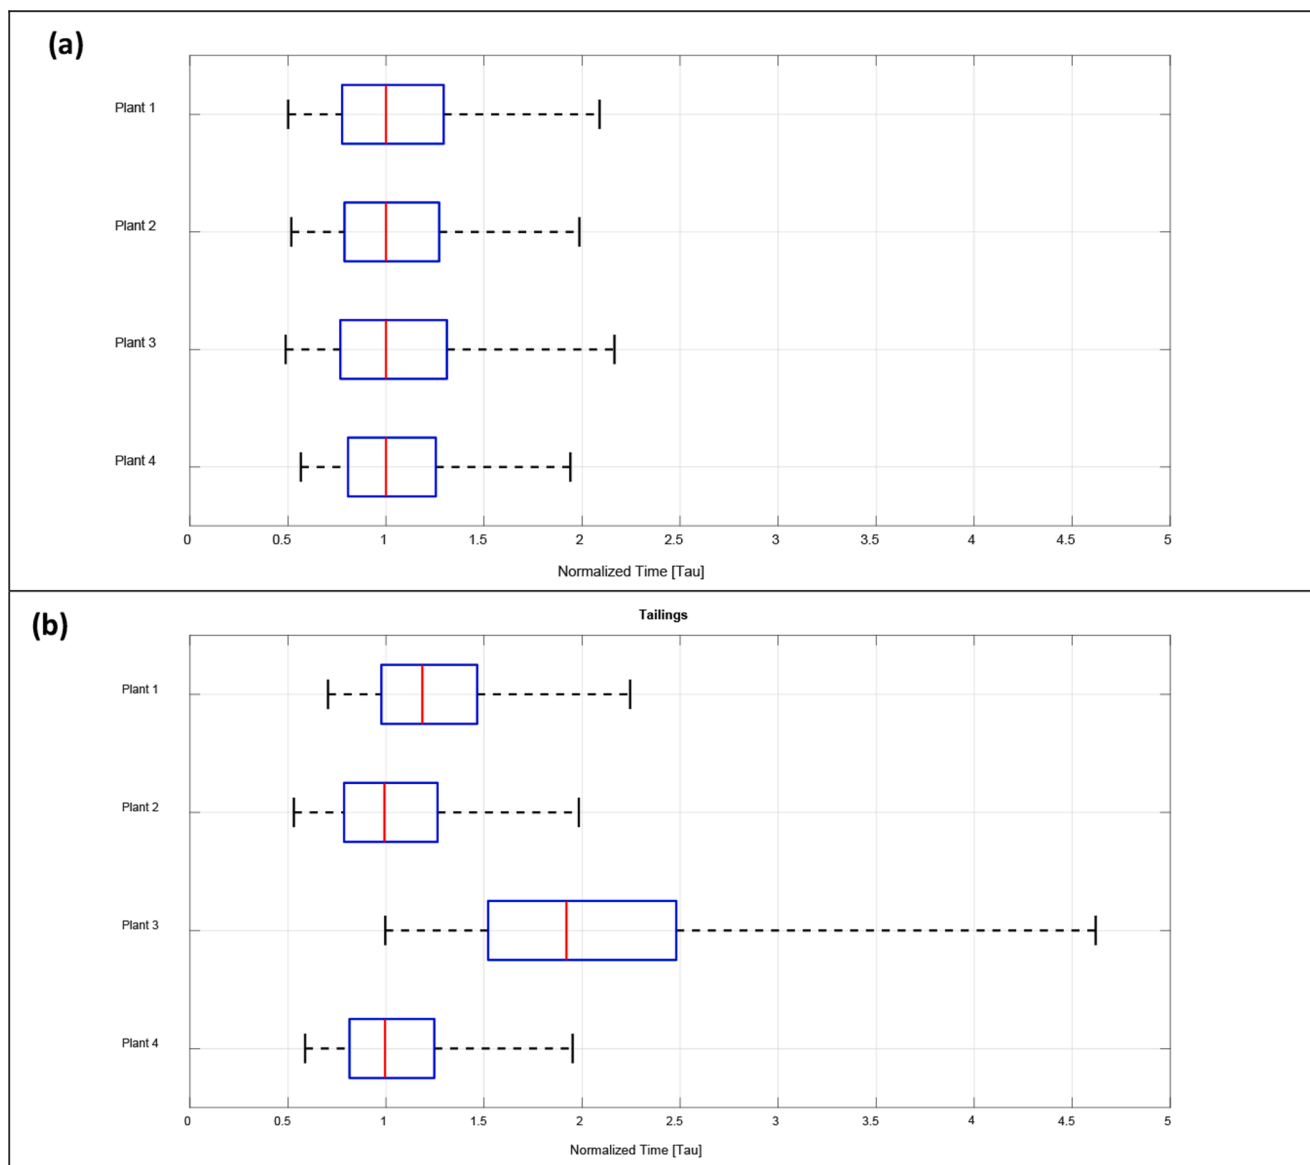 (a)
Plant 1
Plant 2
Plant 3
Plant 4
0 0.5 1 1.5 2 2.5 3 3.5 4 4.5 5
Normalized Time [Tau]
(b)
Tailings
Plant 1
Plant 2
Plant 3
Plant 4
0 0.5 1 1.5 2 2.5 3 3.5 4 4.5 5
Normalized Time [Tau]